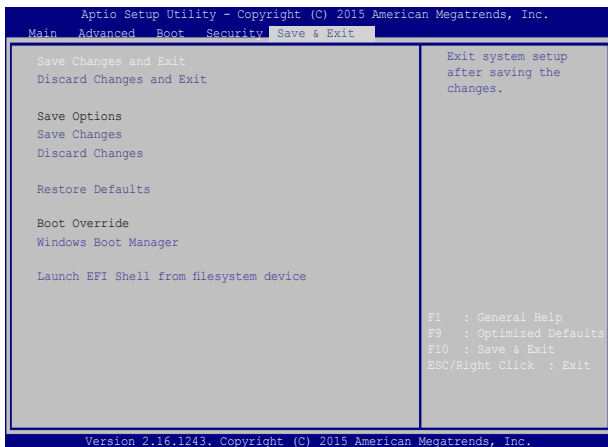 Aptio Setup Utility - Copyright (C) 2015 American Megatrends, Inc.
Main Advanced Boot Security Save & Exit
Save Changes and Exit
Discard Changes and Exit
Save Options
Save Changes
Discard Changes
Restore Defaults
Boot Override
Windows Boot Manager
Launch EFI Shell from filesystem device
Exit system setup
after saving the
changes.
F1 : General Help
F9 : Optimized Defaults
F10 : Save & Exit
ESC/Right Click : Exit
Version 2.16.1243. Copyright (C) 2015 American Megatrends, Inc.